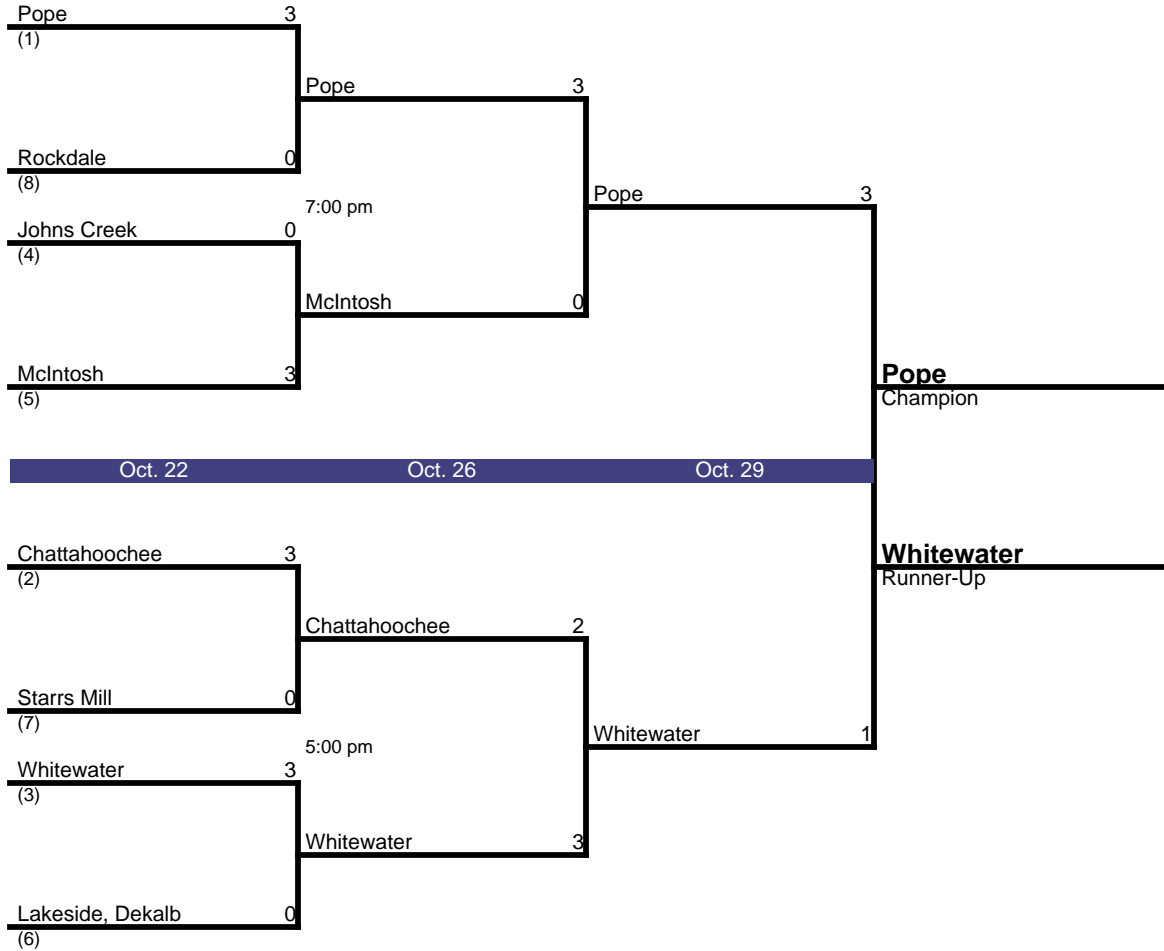 Pope 3
(1)
Pope 3
Rockdale 0
(8)
Pope 3
7:00 pm
Johns Creek 0
(4)
McIntosh 0
McIntosh 3
(5)
Pope
Champion
Oct. 22 Oct. 26 Oct. 29
Chattahoochee 3
(2)
Whitewater
Runner-Up
Chattahoochee 2
Starrs Mill 0
(7)
Whitewater 1
5:00 pm
Whitewater 3
(3)
Whitewater 3
Lakeside, Dekalb 0
(6)